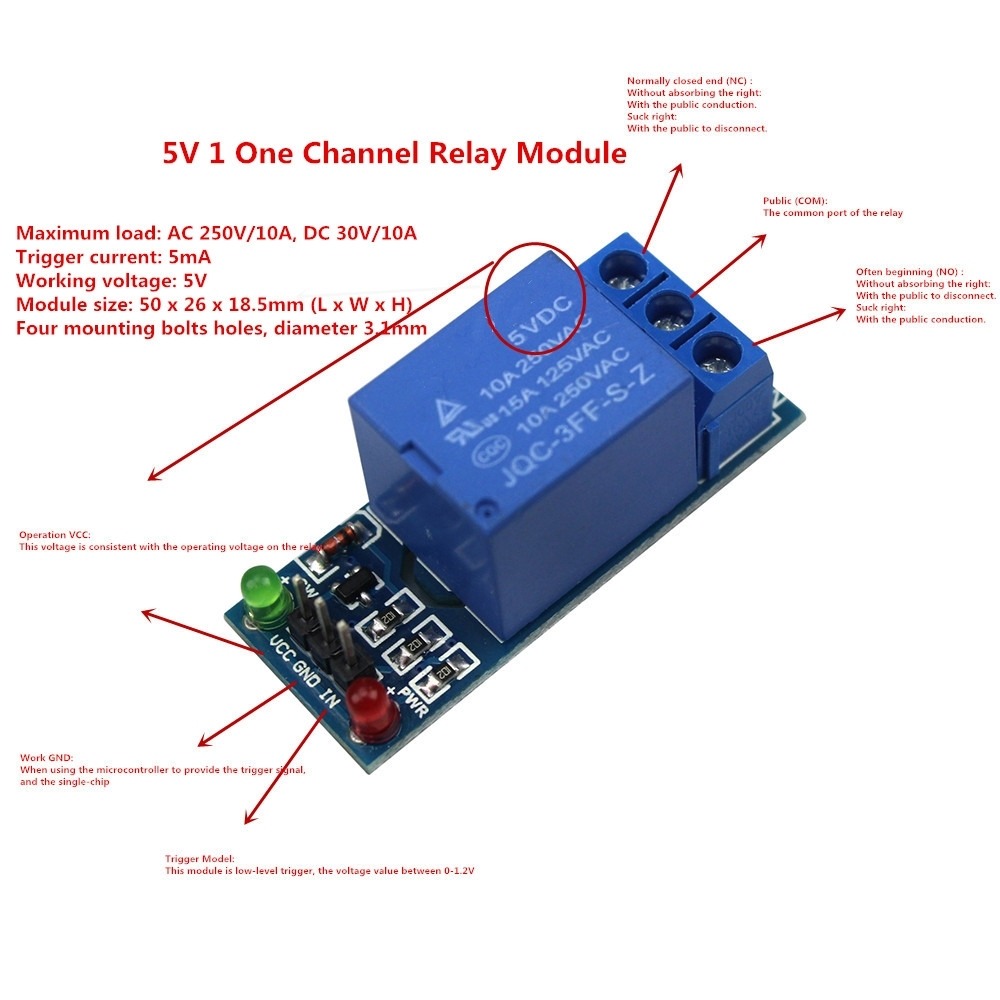 Normally closed end (NC) :
Without absorbing the right:
With the public conduction.
Suck right:
With the public to disconnect.
5V 1 One Channel Relay Module
Public (COM):
The common port of the relay
Maximum load: AC 250V/10A, DC 30V/10A
Trigger current: 5mA
Working voltage: 5V
Module size: 50 x 26 x 18.5mm (L x W x H)
Four mounting bolts holes, diameter 3.1mm
Often beginning (NO) :
Without absorbing the right:
With the public to disconnect.
Suck right:
With the public conduction.
5VDC
10A 250VAC
15A 125VAC
10A 250VAC
JQC-3FF-S-Z
CQC
Operation VCC:
This voltage is consistent with the operating voltage on the relay
VCC GND IN
+ PWR
102
102
102
Work GND:
When using the microcontroller to provide the trigger signal,
and the single-chip
Trigger Model:
This module is low-level trigger, the voltage value between 0-1.2V